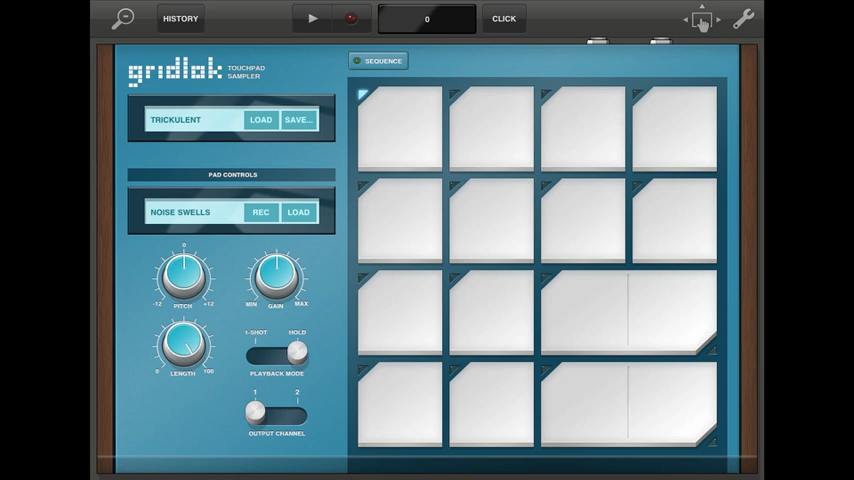 HISTORY
0
CLICK
gridlok
TOUCHPAD
SAMPLER
SEQUENCE
TRICKULENT
LOAD
SAVE...
PAD CONTROLS
NOISE SWELLS
REC
LOAD
0
-12
PITCH
+12
MIN
GAIN
MAX
0
LENGTH
100
1-SHOT
HOLD
PLAYBACK MODE
1
2
OUTPUT CHANNEL